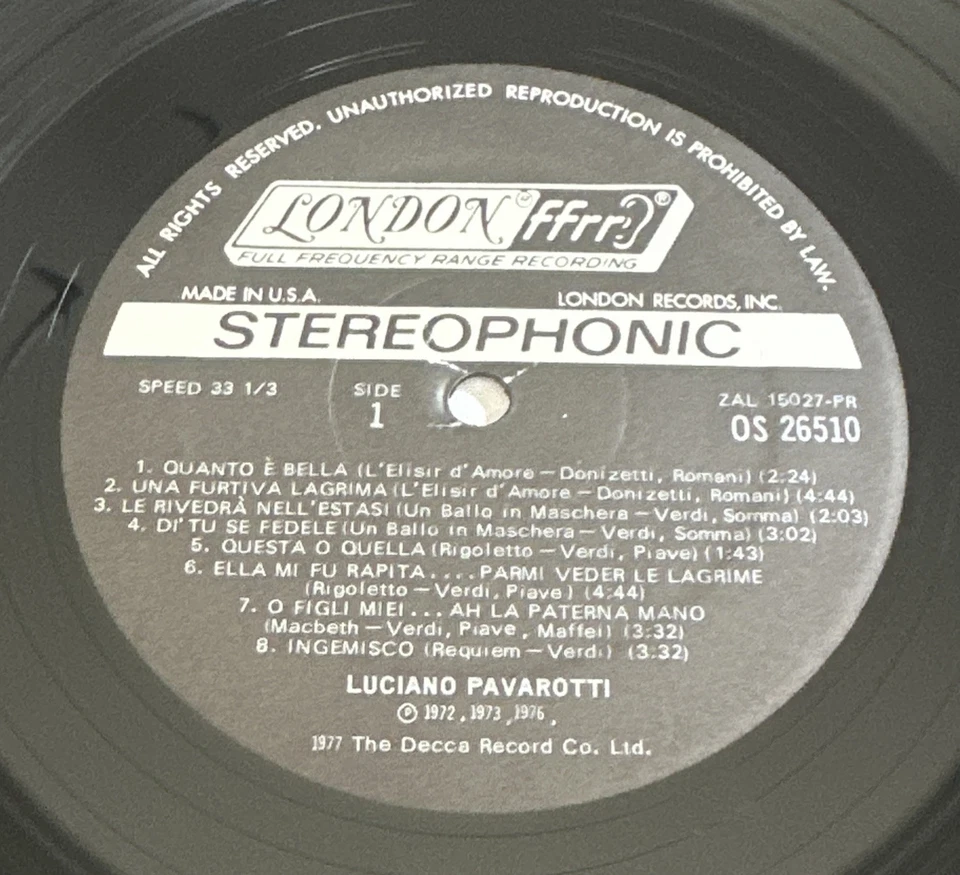 ALL RIGHTS RESERVED. UNAUTHORIZED REPRODUCTION IS PROHIBITED BY LAW.
LONDON ® ffrr ®
FULL FREQUENCY RANGE RECORDING
MADE IN U.S.A. LONDON RECORDS, INC.
STEREOPHONIC
SPEED 33 1/3 SIDE ZAL 15027-PR
1 OS 26510
1. QUANTO È BELLA (L'Elisir d'Amore – Donizetti, Romani) (2:24)
2. UNA FURTIVA LAGRIMA (L'Elisir d'Amore – Donizetti, Romani) (4:44)
3. LE RIVEDRÀ NELL'ESTASI (Un Ballo in Maschera – Verdi, Somma) (2:03)
4. DI' TU SE FEDELE (Un Ballo in Maschera – Verdi, Somma) (3:02)
5. QUESTA O QUELLA (Rigoletto – Verdi, Piave) (1:43)
6. ELLA MI FU RAPITA....PARMI VEDER LE LAGRIME
(Rigoletto – Verdi, Piave) (4:44)
7. O FIGLI MIEI... AH LA PATERNA MANO
(Macbeth – Verdi, Piave, Maffei) (3:32)
8. INGEMISCO (Requiem – Verdi) (3:32)
LUCIANO PAVAROTTI
℗ 1972, 1973, 1976,
1977 The Decca Record Co. Ltd.